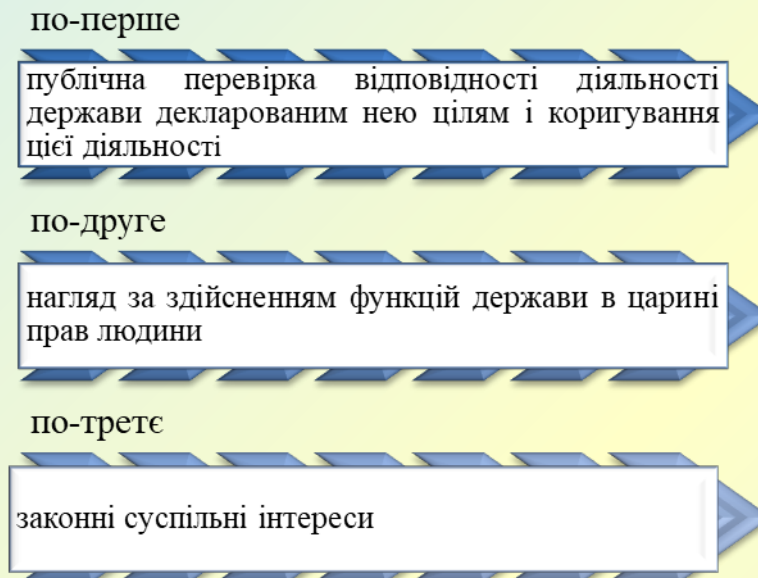 по-перше
публічна перевірка відповідності діяльності
держави декларованим нею цілям і коригування
цієї діяльності
по-друге
нагляд за здійсненням функцій держави в царині
прав людини
по-третє
законні суспільні інтереси